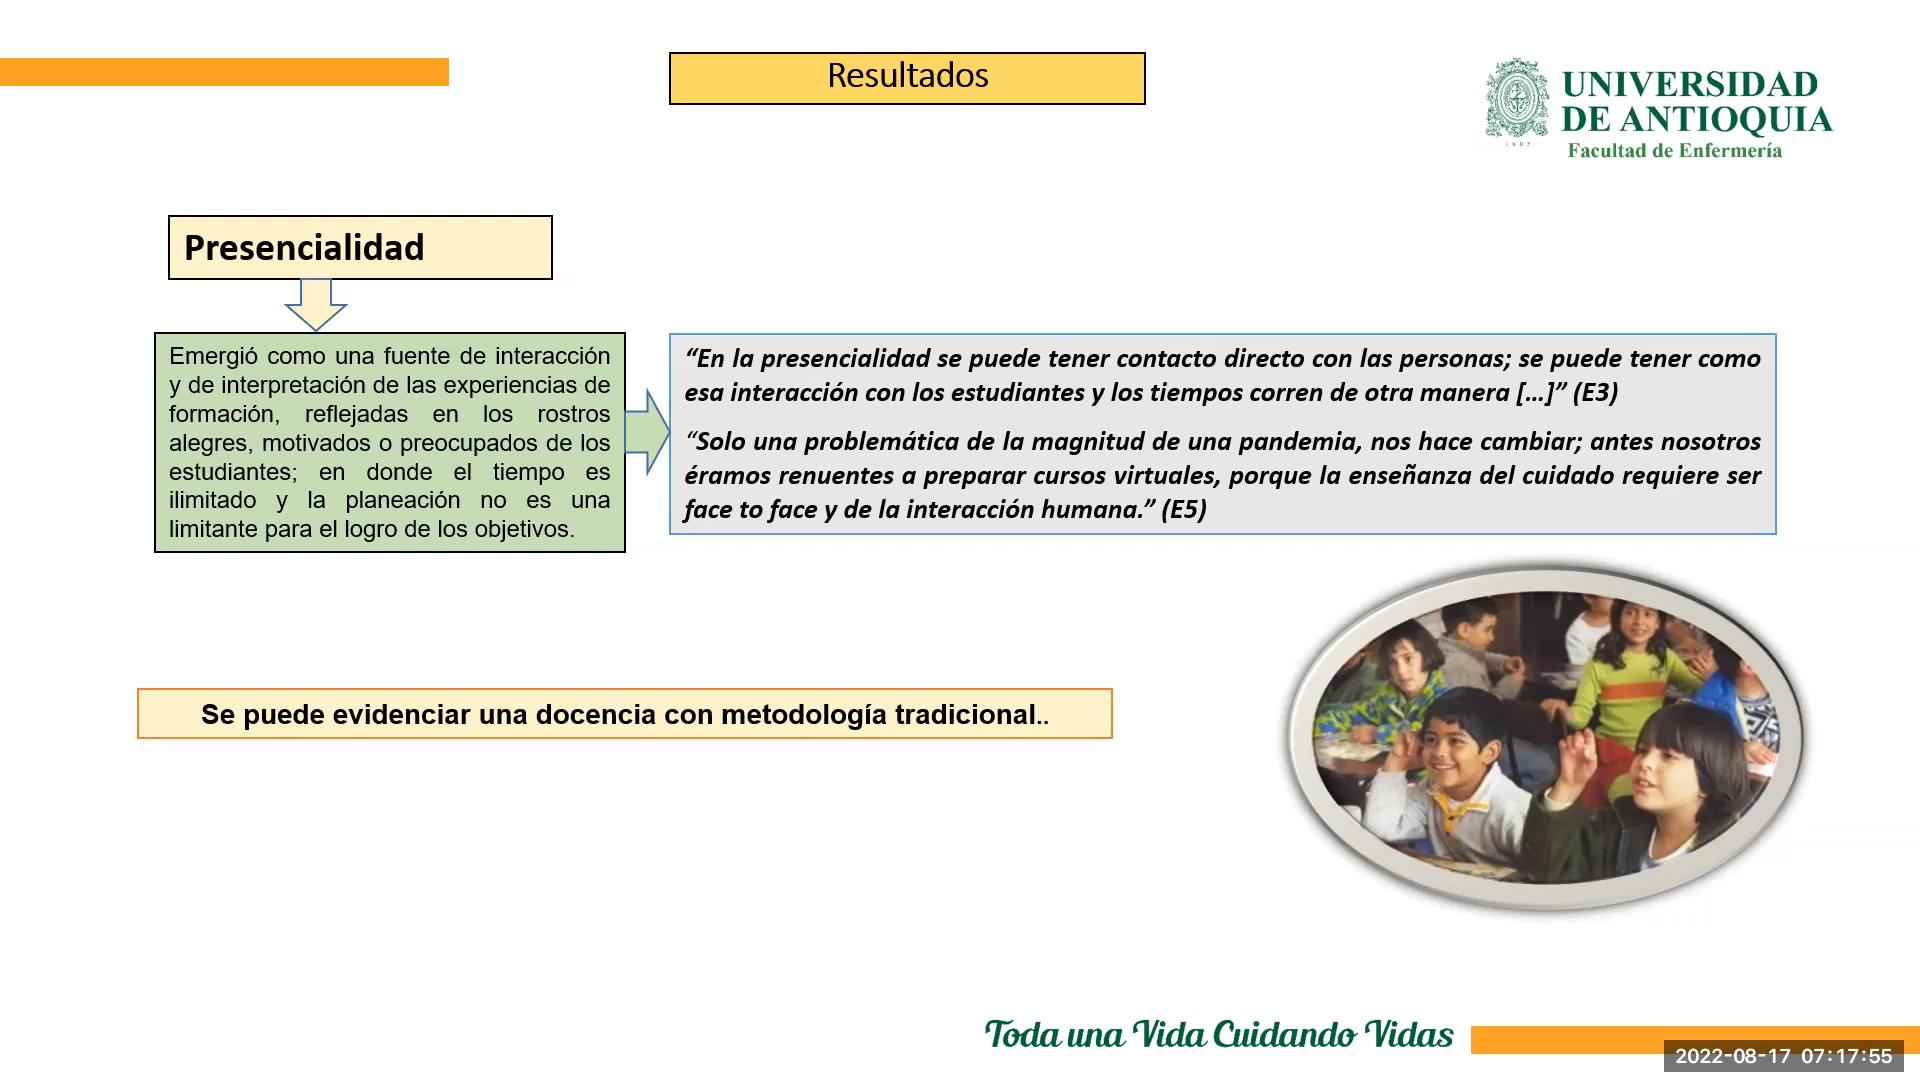 Resultados
UNIVERSIDAD
DE ANTIOQUIA
Facultad de Enfermería
1803
Presencialidad
Emergió como una fuente de interacción
y de interpretación de las experiencias de
formación, reflejadas en los rostros
alegres, motivados o preocupados de los
estudiantes; en donde el tiempo es
ilimitado y la planeación no es una
limitante para el logro de los objetivos.
“En la presencialidad se puede tener contacto directo con las personas; se puede tener como
esa interacción con los estudiantes y los tiempos corren de otra manera […]” (E3)
“Solo una problemática de la magnitud de una pandemia, nos hace cambiar; antes nosotros
éramos renuentes a preparar cursos virtuales, porque la enseñanza del cuidado requiere ser
face to face y de la interacción humana.” (E5)
Se puede evidenciar una docencia con metodología tradicional..
Toda una Vida Cuidando Vidas
2022-08-17 07:17:55